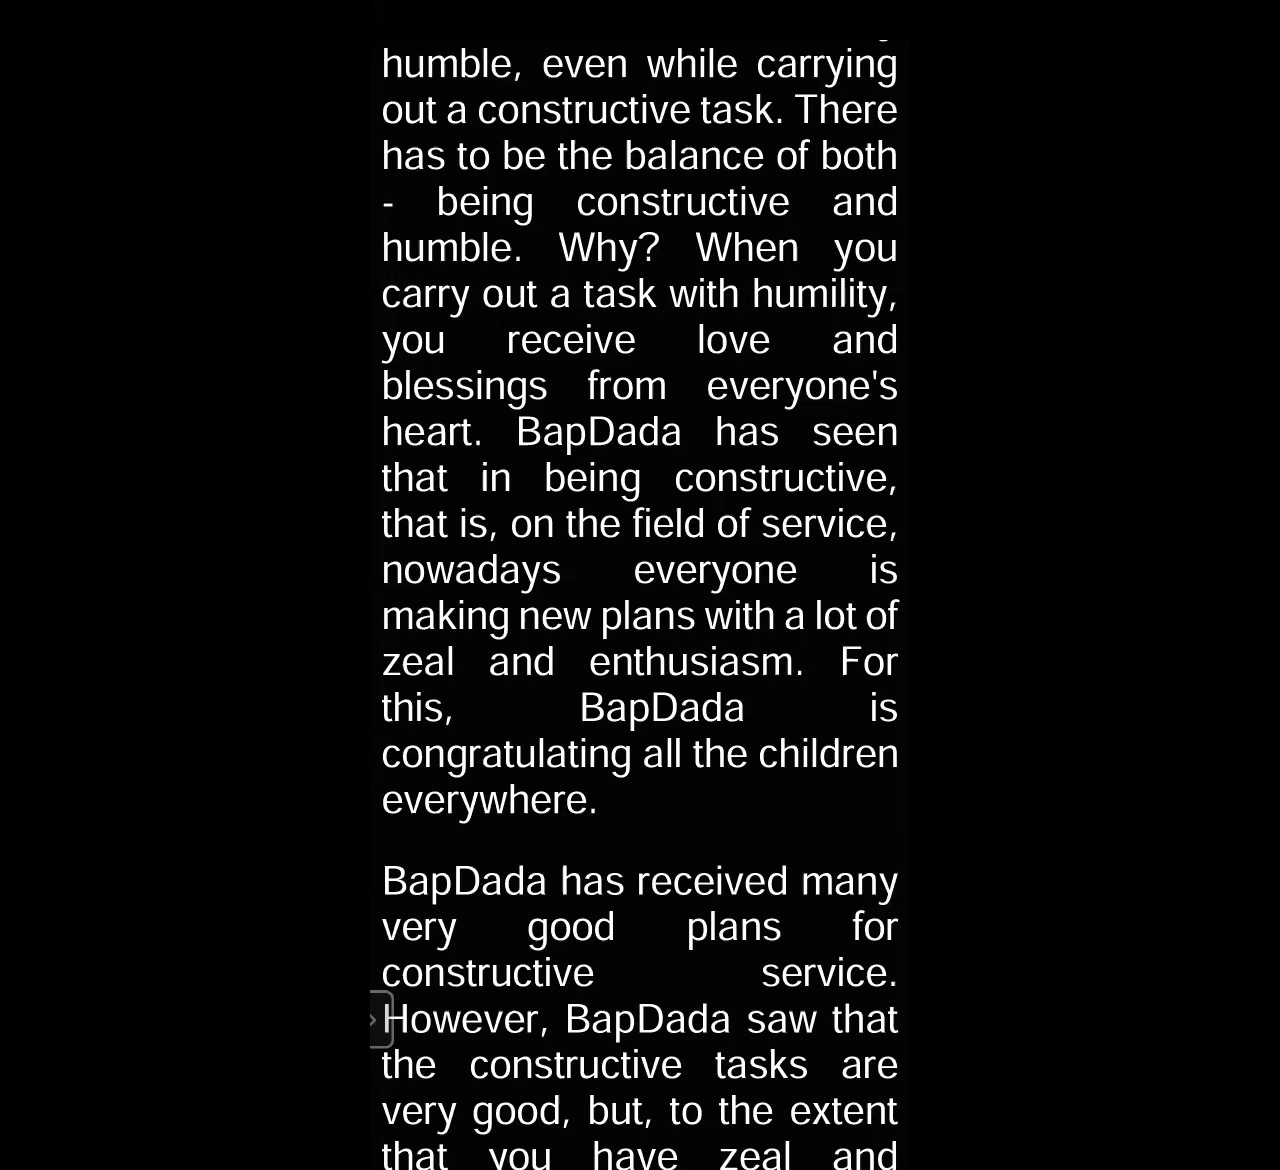 humble, even while carrying
out a constructive task. There
has to be the balance of both
- being constructive and
humble. Why? When you
carry out a task with humility,
you receive love and
blessings from everyone's
heart. BapDada has seen
that in being constructive,
that is, on the field of service,
nowadays everyone is
making new plans with a lot of
zeal and enthusiasm. For
this, BapDada is
congratulating all the children
everywhere.
BapDada has received many
very good plans for
constructive service.
However, BapDada saw that
the constructive tasks are
very good, but, to the extent
that you have zeal and